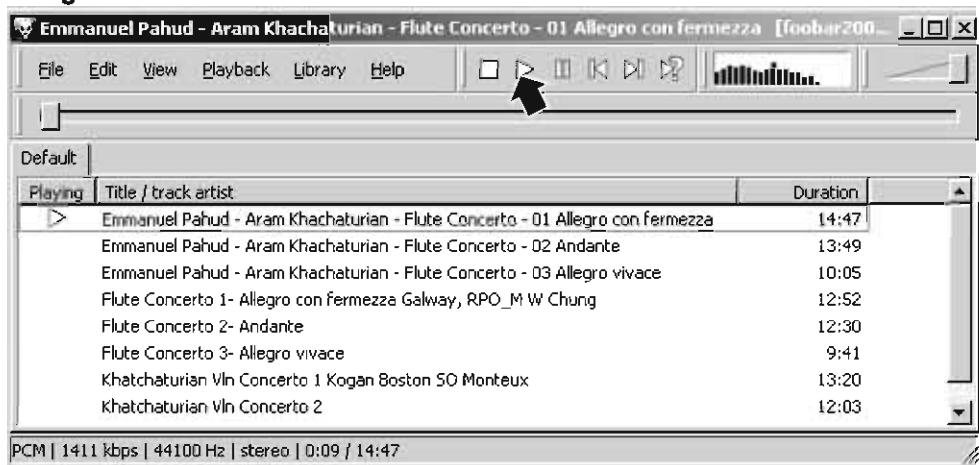 Emmanuel Pahud - Aram Khachaturian - Flute Concerto - 01 Allegro con fermezza [foobar200...
File Edit View Playback Library Help
Default
Playing Title / track artist Duration
Emmanuel Pahud - Aram Khachaturian - Flute Concerto - 01 Allegro con fermezza 14:47
Emmanuel Pahud - Aram Khachaturian - Flute Concerto - 02 Andante 13:49
Emmanuel Pahud - Aram Khachaturian - Flute Concerto - 03 Allegro vivace 10:05
Flute Concerto 1- Allegro con fermezza Galway, RPO_M W Chung 12:52
Flute Concerto 2- Andante 12:30
Flute Concerto 3- Allegro vivace 9:41
Khatchaturian Vln Concerto 1 Kogan Boston SO Monteux 13:20
Khatchaturian Vln Concerto 2 12:03
PCM | 1411 kbps | 44100 Hz | stereo | 0:09 / 14:47